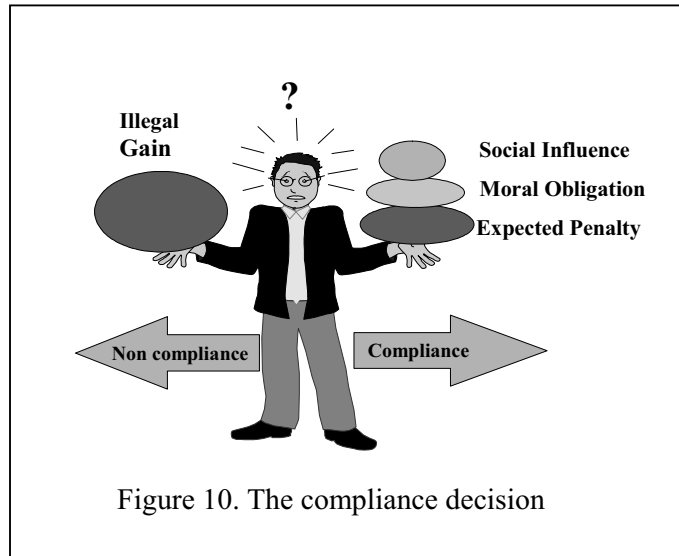 ?
Illegal
Gain
Social Influence
Moral Obligation
Expected Penalty
Non compliance
Compliance
Figure 10. The compliance decision